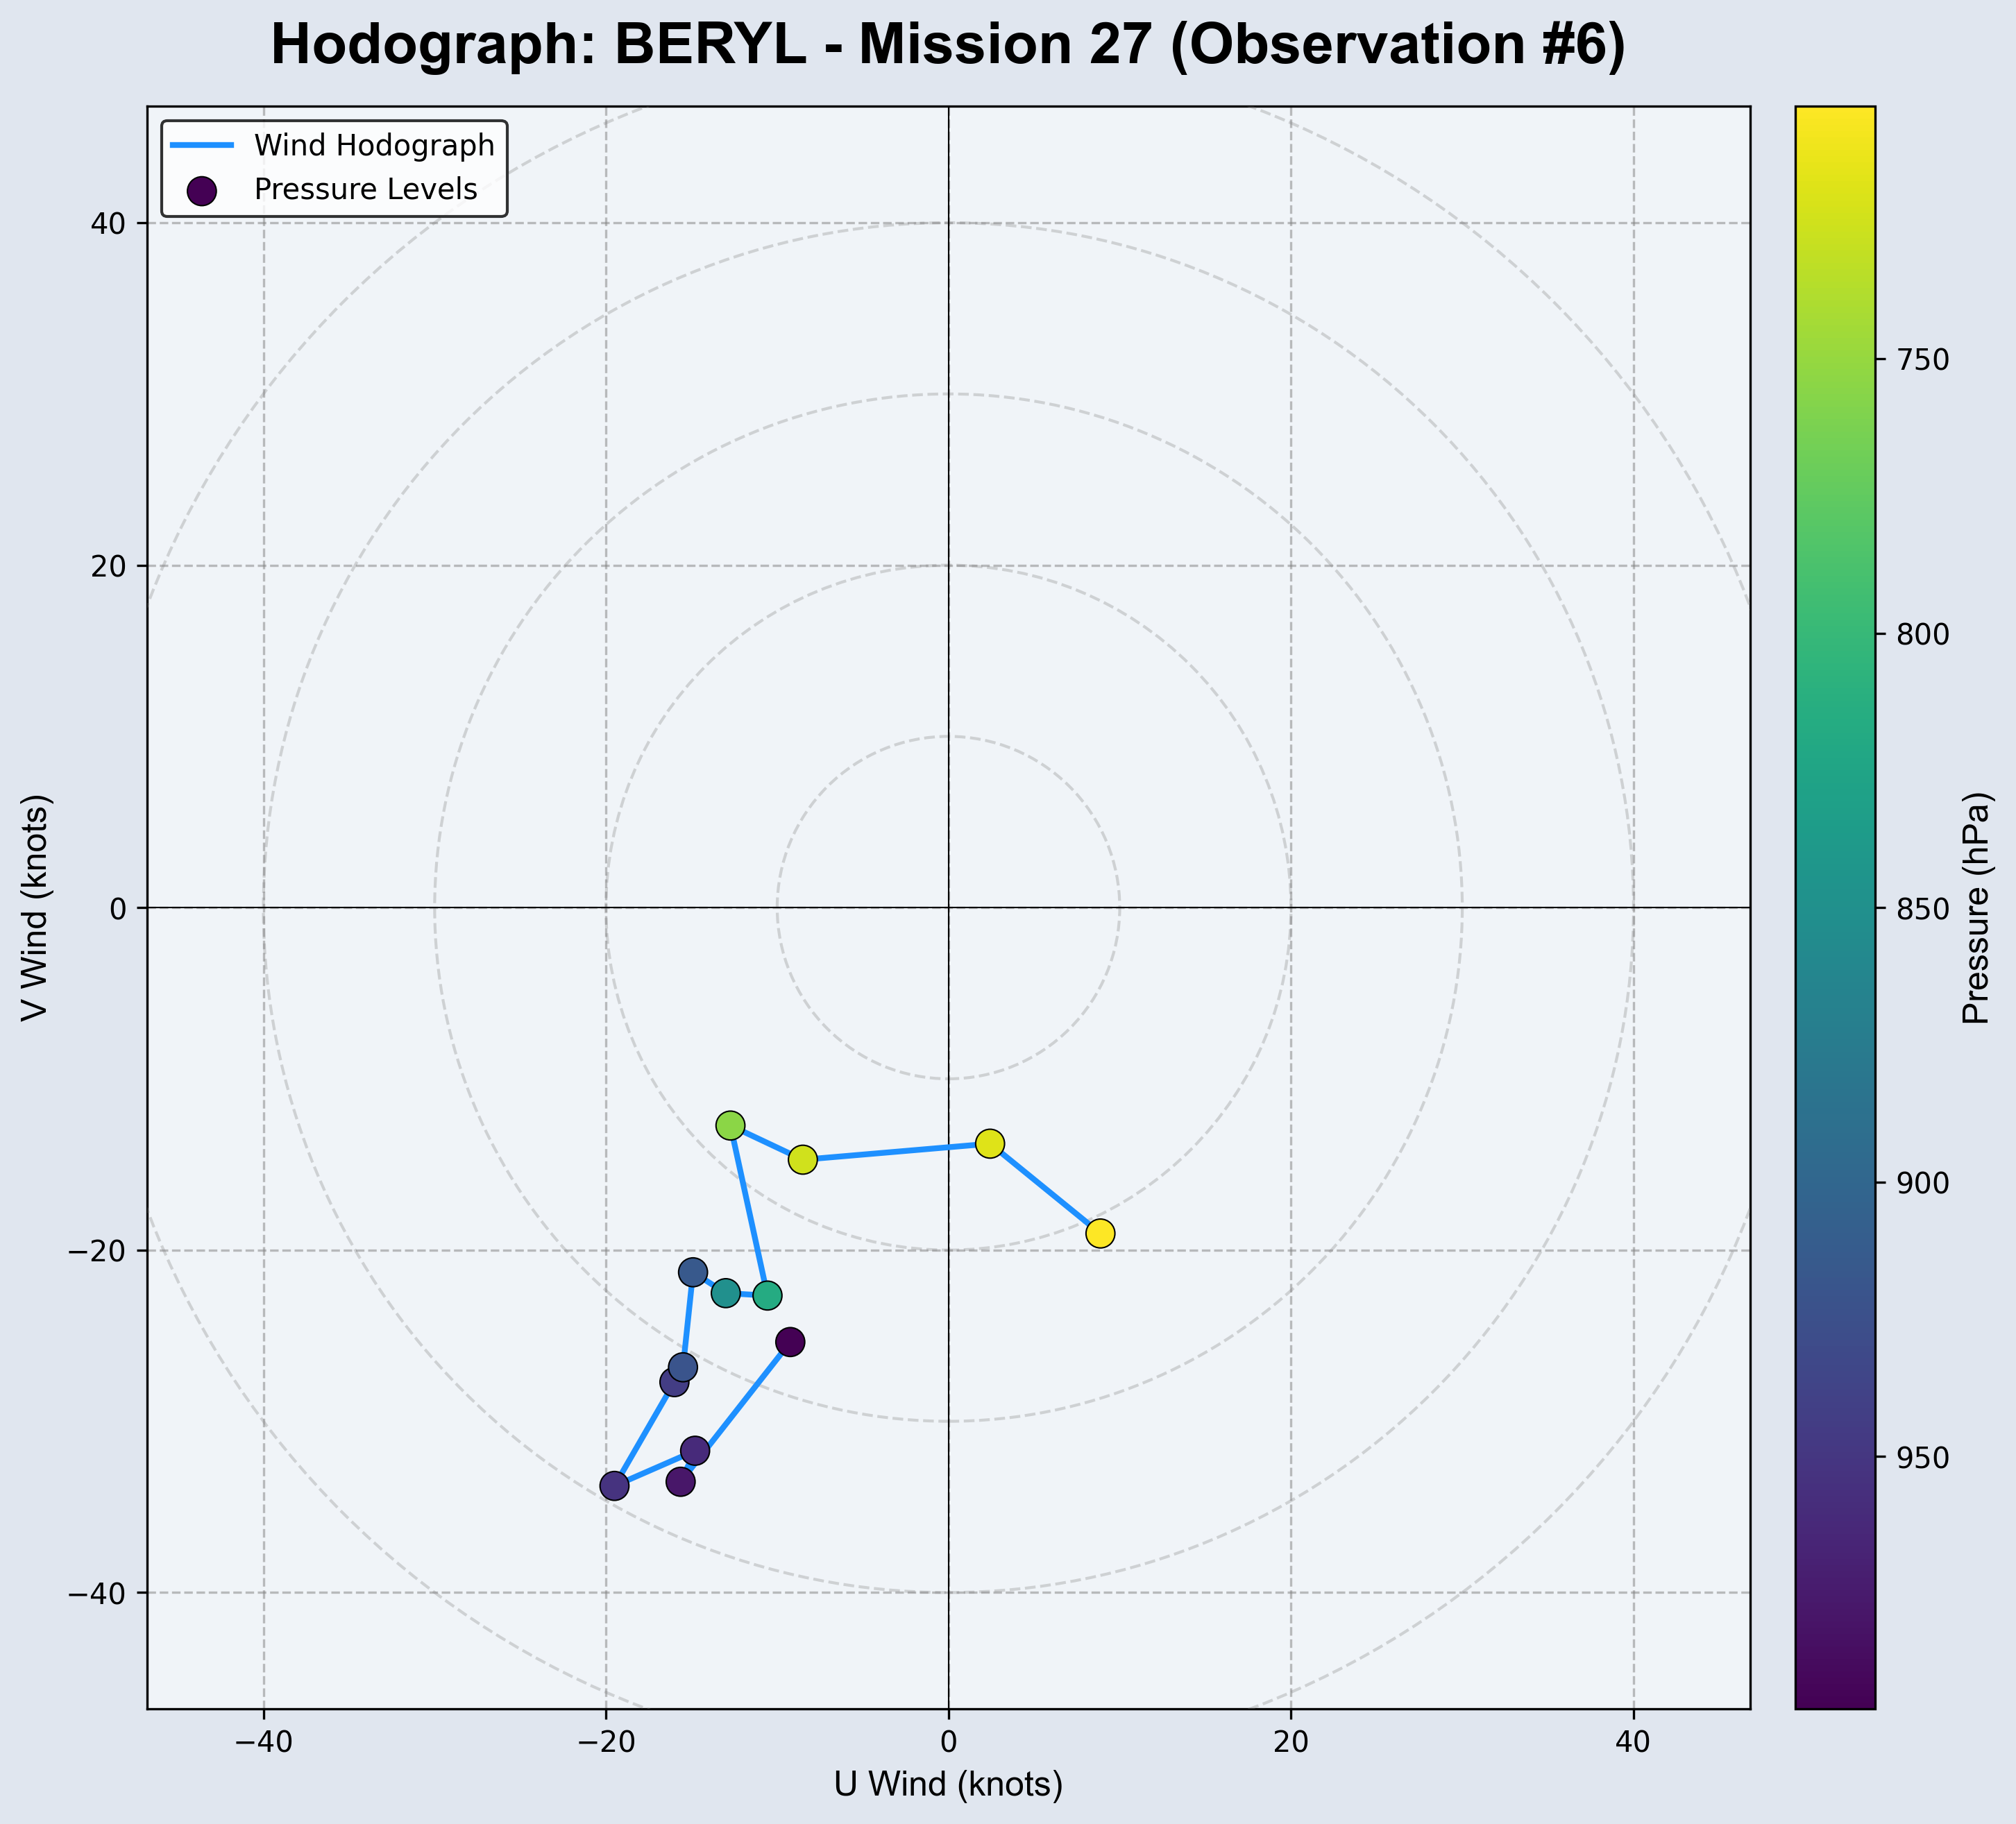 Hodograph: BERYL - Mission 27 (Observation #6)
Wind Hodograph
Pressure Levels
40
20
0
−20
−40
V Wind (knots)
−40
−20
0
20
40
U Wind (knots)
750
800
850
900
950
Pressure (hPa)